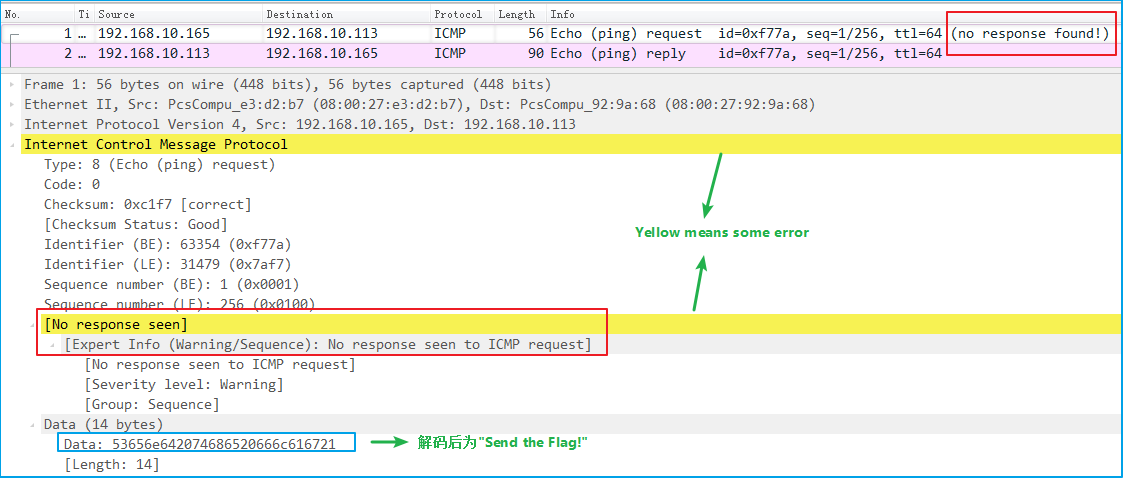 No. Ti Source Destination Protocol Length Info
1 … 192.168.10.165 192.168.10.113 ICMP 56 Echo (ping) request id=0xf77a, seq=1/256, ttl=64 (no response found!)
2 … 192.168.10.113 192.168.10.165 ICMP 90 Echo (ping) reply id=0xf77a, seq=1/256, ttl=64
Frame 1: 56 bytes on wire (448 bits), 56 bytes captured (448 bits)
Ethernet II, Src: PcsCompu_e3:d2:b7 (08:00:27:e3:d2:b7), Dst: PcsCompu_92:9a:68 (08:00:27:92:9a:68)
Internet Protocol Version 4, Src: 192.168.10.165, Dst: 192.168.10.113
Internet Control Message Protocol
Type: 8 (Echo (ping) request)
Code: 0
Checksum: 0xc1f7 [correct]
[Checksum Status: Good]
Yellow means some error
Identifier (BE): 63354 (0xf77a)
Identifier (LE): 31479 (0x7af7)
Sequence number (BE): 1 (0x0001)
Sequence number (LE): 256 (0x0100)
[No response seen]
[Expert Info (Warning/Sequence): No response seen to ICMP request]
[No response seen to ICMP request]
[Severity level: Warning]
[Group: Sequence]
Data (14 bytes)
Data: 53656e642074686520666c616721 解码后为"Send the Flag!"
[Length: 14]